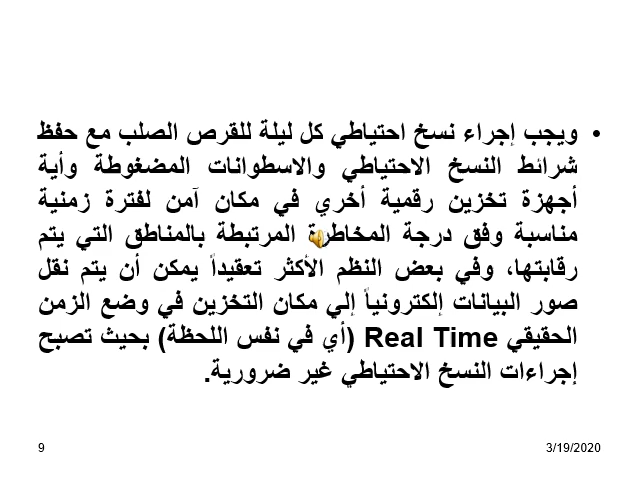 • ويجب إجراء نسخ احتياطي كل ليلة للقرص الصلب مع حفظ
شرائط النسخ الاحتياطي والاسطوانات المضغوطة وأية
أجهزة تخزين رقمية أخري في مكان آمن لفترة زمنية
مناسبة وفق درجة المخاطرة المرتبطة بالمناطق التي يتم
رقابتها، وفي بعض النظم الأكثر تعقيداً يمكن أن يتم نقل
صور البيانات إلكترونياً إلي مكان التخزين في وضع الزمن
الحقيقي Real Time (أي في نفس اللحظة) بحيث تصبح
إجراءات النسخ الاحتياطي غير ضرورية.
3/19/2020
9